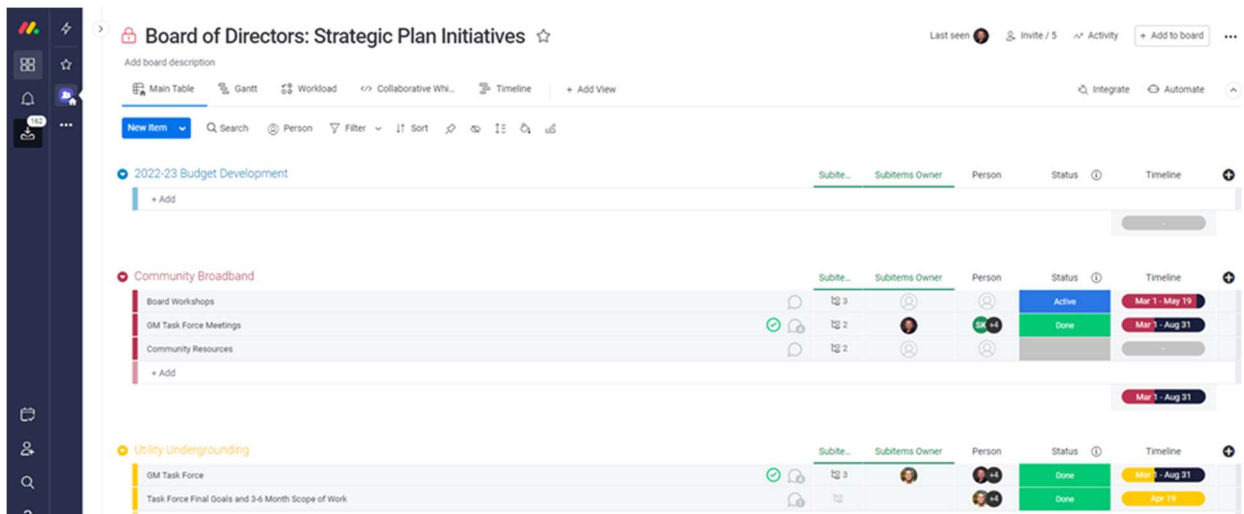 Board of Directors: Strategic Plan Initiatives
Last seen Invite / 5 Activity + Add to board
Add board description
Main Table Gantt Workload Collaborative Whi... Timeline + Add View Integrate Automate
162
New Item Search Person Filter Sort
2022-23 Budget Development Subite... Subitems Owner Person Status Timeline
+ Add
-
Community Broadband Subite... Subitems Owner Person Status Timeline
Board Workshops 3 Active Mar 1 - May 19
GM Task Force Meetings 2 SK +4 Done Mar 1 - Aug 31
Community Resources 2 -
+ Add
Mar 1 - Aug 31
Utility Undergrounding Subite... Subitems Owner Person Status Timeline
GM Task Force 3 +4 Done Mar 1 - Aug 31
Task Force Final Goals and 3-6 Month Scope of Work +4 Done Apr 19